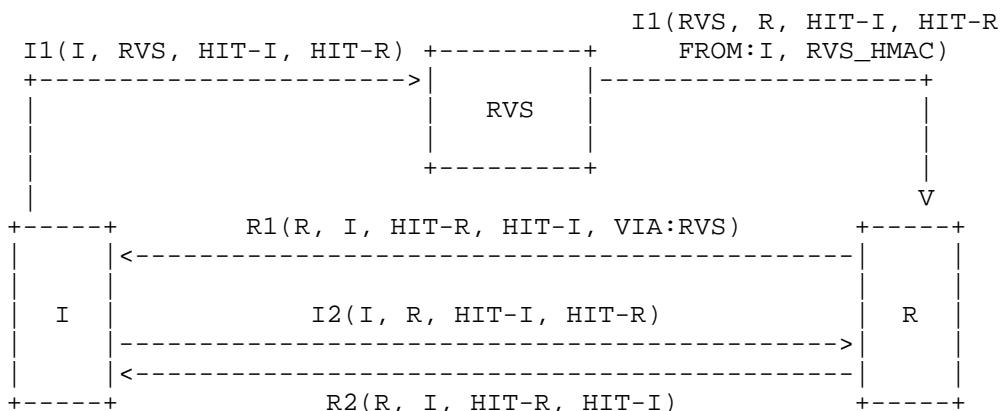 I1(RVS, R, HIT-I, HIT-R
I1(I, RVS, HIT-I, HIT-R) FROM:I, RVS_HMAC)
RVS
R1(R, I, HIT-R, HIT-I, VIA:RVS)
I I2(I, R, HIT-I, HIT-R) R
R2(R, I, HIT-R, HIT-I)